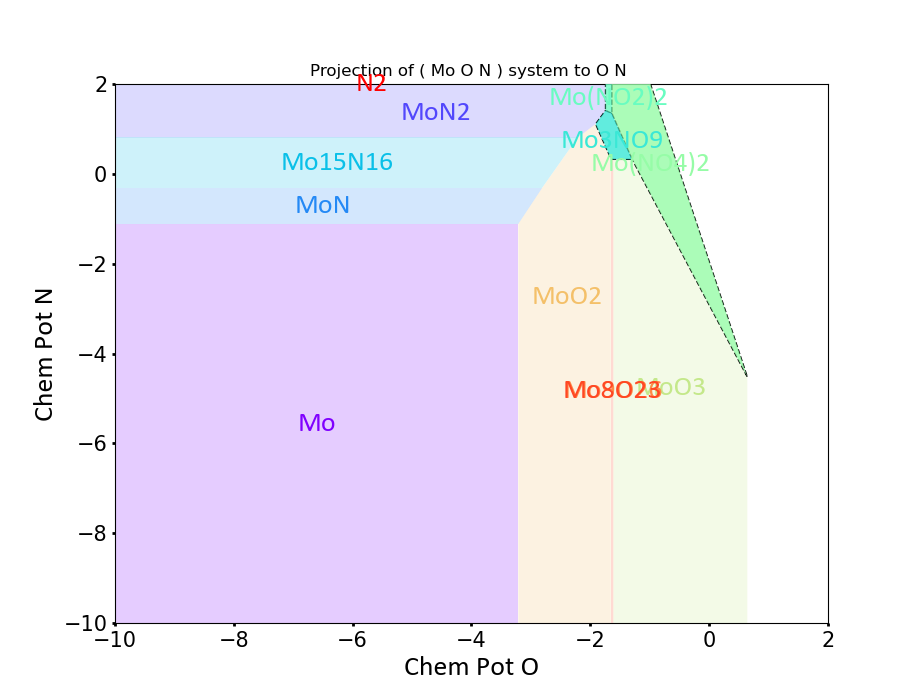 Projection of ( Mo O N ) system to O N
N2
MoN2
Mo(NO2)2
Mo3NO9
Mo15N16
Mo(NO4)2
MoN
MoO2
Mo8O23
MoO3
Mo
2
0
−2
−4
−6
−8
−10
−10
−8
−6
−4
−2
0
2
Chem Pot N
Chem Pot O